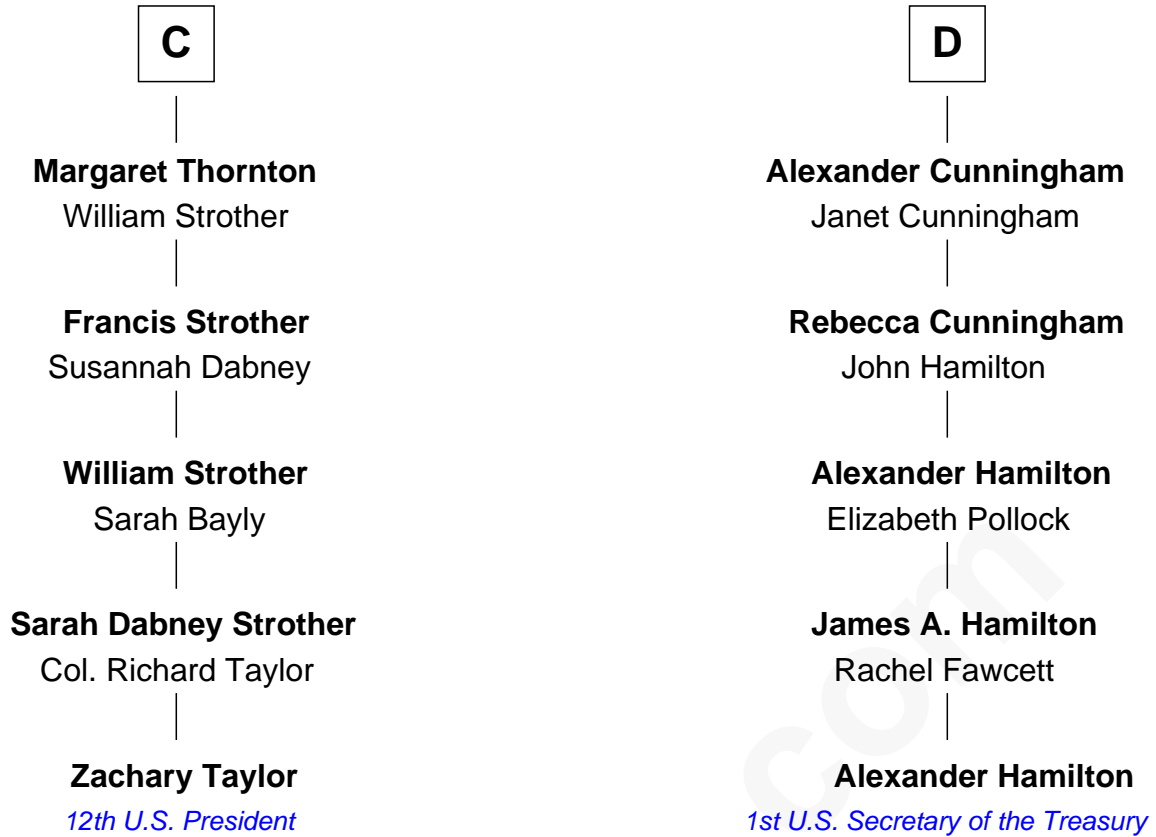 C
Margaret Thornton
William Strother
Francis Strother
Susannah Dabney
William Strother
Sarah Bayly
Sarah Dabney Strother
Col. Richard Taylor
Zachary Taylor
12th U.S. President
D
Alexander Cunningham
Janet Cunningham
Rebecca Cunningham
John Hamilton
Alexander Hamilton
Elizabeth Pollock
James A. Hamilton
Rachel Fawcett
Alexander Hamilton
1st U.S. Secretary of the Treasury
com